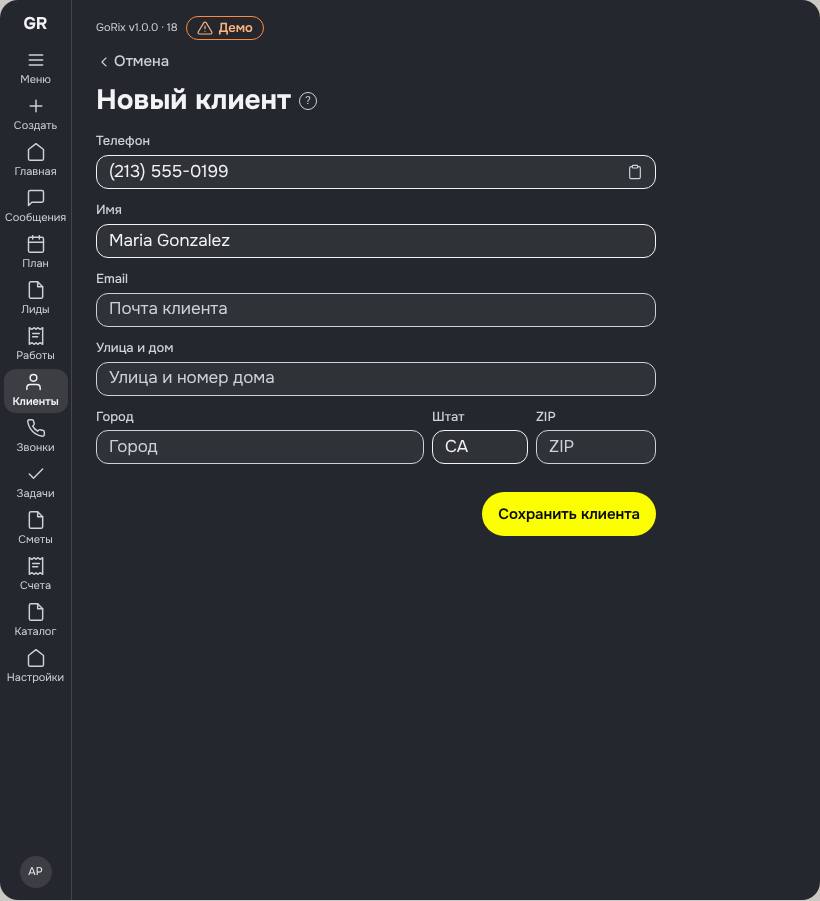 GR
Меню
Создать
Главная
Сообщения
План
Лиды
Работы
Клиенты
Звонки
Задачи
Сметы
Счета
Каталог
Настройки
AP
GoRix v1.0.0 · 18
Демо
Отмена
Новый клиент ?
Телефон
(213) 555-0199
Имя
Maria Gonzalez
Email
Почта клиента
Улица и дом
Улица и номер дома
Город Штат ZIP
Город CA ZIP
Сохранить клиента